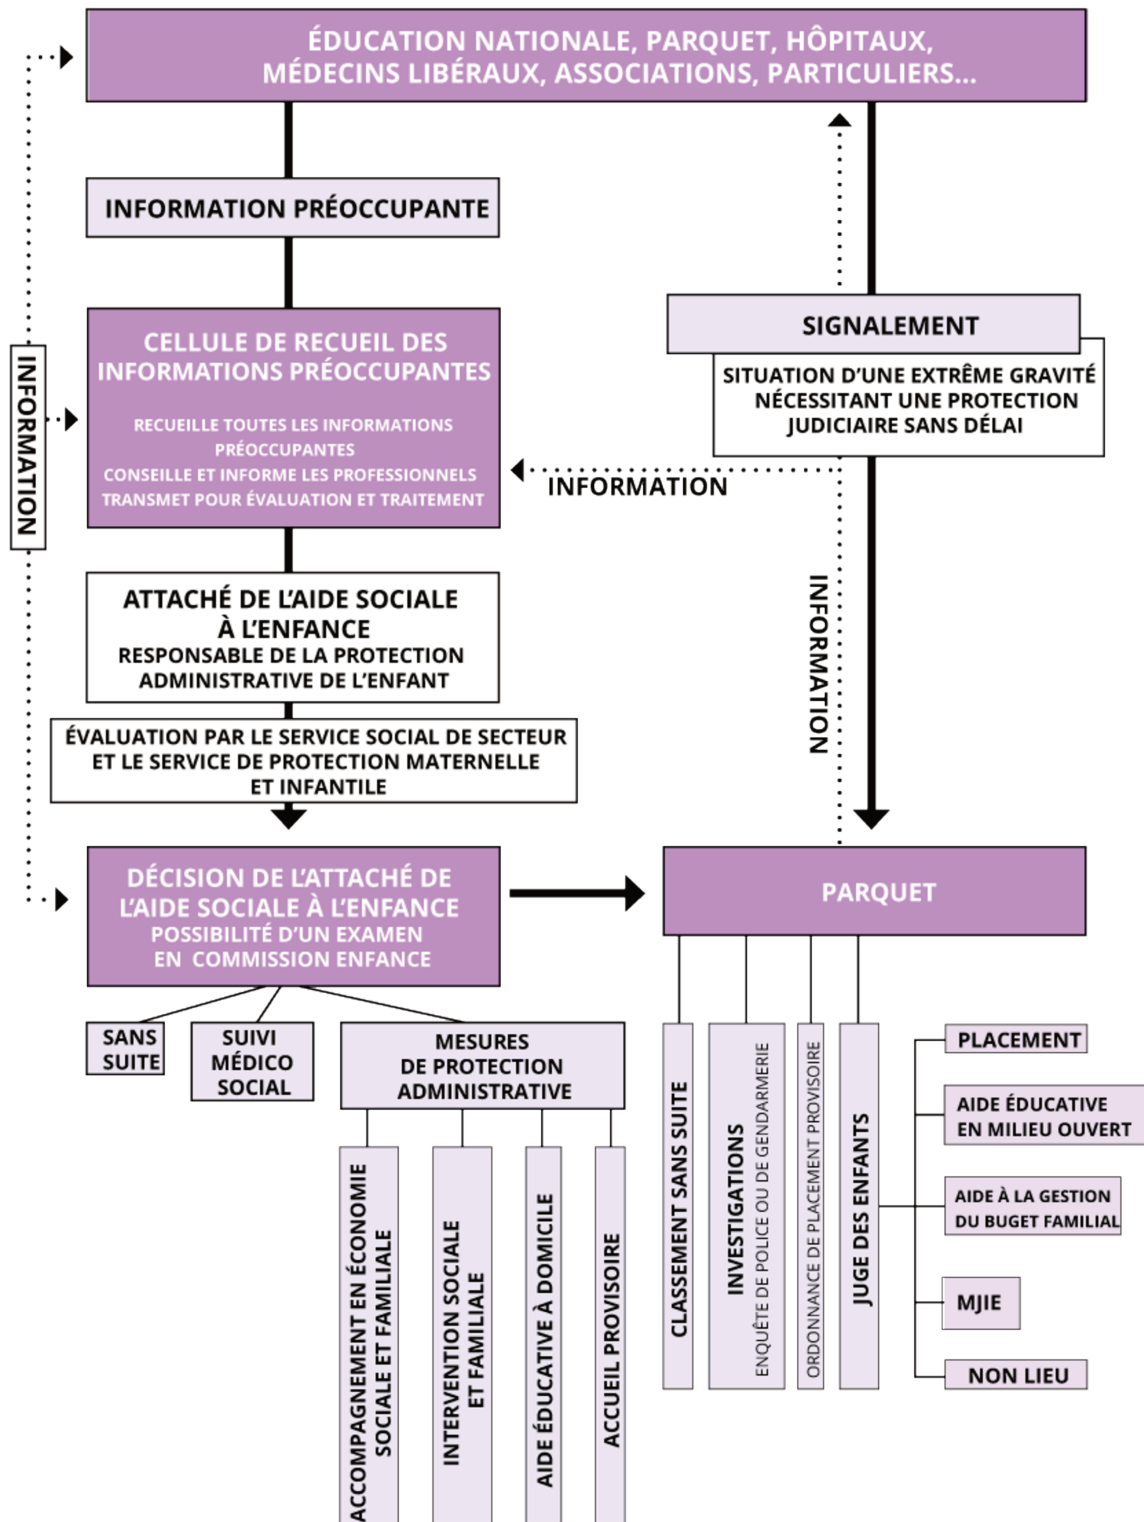 ÉDUCATION NATIONALE, PARQUET, HÔPITAUX,
MÉDECINS LIBÉRAUX, ASSOCIATIONS, PARTICULIERS...
INFORMATION PRÉOCCUPANTE
SIGNALEMENT
SITUATION D'UNE EXTRÊME GRAVITÉ
NÉCESSITANT UNE PROTECTION
JUDICIAIRE SANS DÉLAI
INFORMATION
CELLULE DE RECUEIL DES
INFORMATIONS PRÉOCCUPANTES
RECUEILLE TOUTES LES INFORMATIONS
PRÉOCCUPANTES
CONSEILLE ET INFORME LES PROFESSIONNELS
TRANSMET POUR ÉVALUATION ET TRAITEMENT
INFORMATION
INFORMATION
ATTACHÉ DE L'AIDE SOCIALE
À L'ENFANCE
RESPONSABLE DE LA PROTECTION
ADMINISTRATIVE DE L'ENFANT
ÉVALUATION PAR LE SERVICE SOCIAL DE SECTEUR
ET LE SERVICE DE PROTECTION MATERNELLE
ET INFANTILE
DÉCISION DE L'ATTACHÉ DE
L'AIDE SOCIALE À L'ENFANCE
POSSIBILITÉ D'UN EXAMEN
EN COMMISSION ENFANCE
PARQUET
SANS
SUITE
SUIVI
MÉDICO
SOCIAL
MESURES
DE PROTECTION
ADMINISTRATIVE
ACCOMPAGNEMENT EN ÉCONOMIE
SOCIALE ET FAMILIALE
INTERVENTION SOCIALE
ET FAMILIALE
AIDE ÉDUCATIVE À DOMICILE
ACCUEIL PROVISOIRE
CLASSEMENT SANS SUITE
INVESTIGATIONS
ENQUÊTE DE POLICE OU DE GENDARMERIE
ORDONNANCE DE PLACEMENT PROVISOIRE
JUGE DES ENFANTS
PLACEMENT
AIDE ÉDUCATIVE
EN MILIEU OUVERT
AIDE À LA GESTION
DU BUGET FAMILIAL
MJIE
NON LIEU